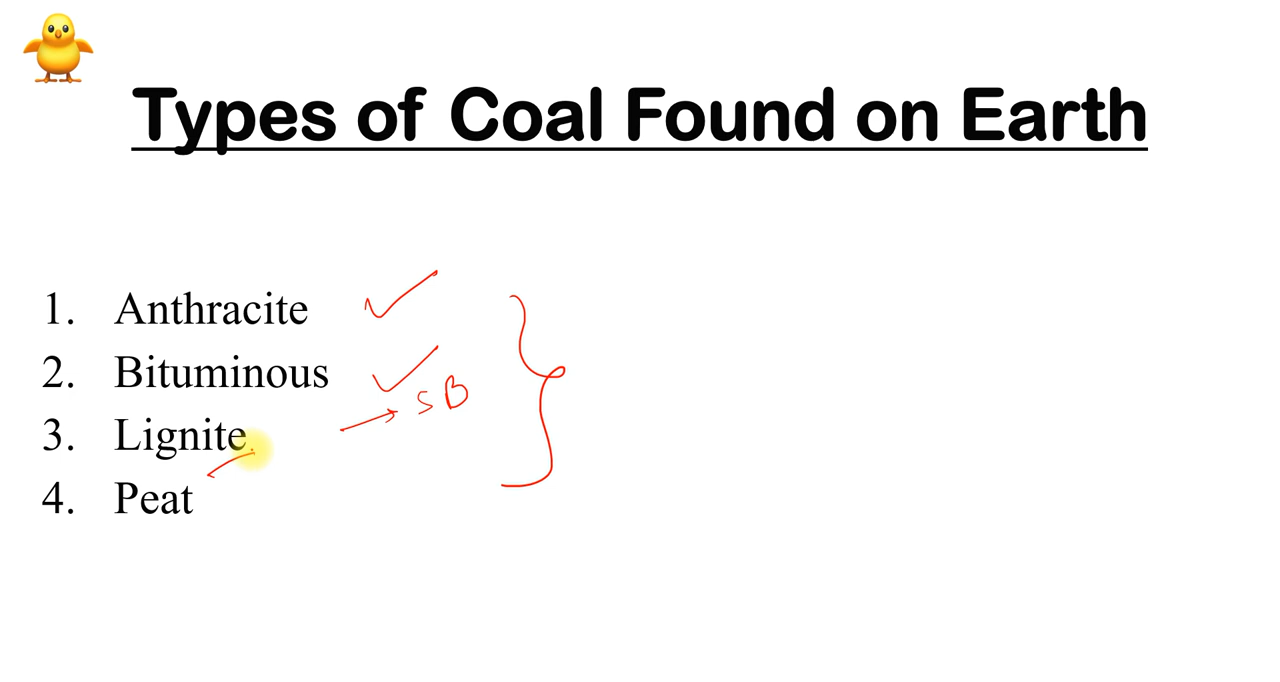 Types of Coal Found on Earth
1. Anthracite
2. Bituminous
SB
3. Lignite
4. Peat